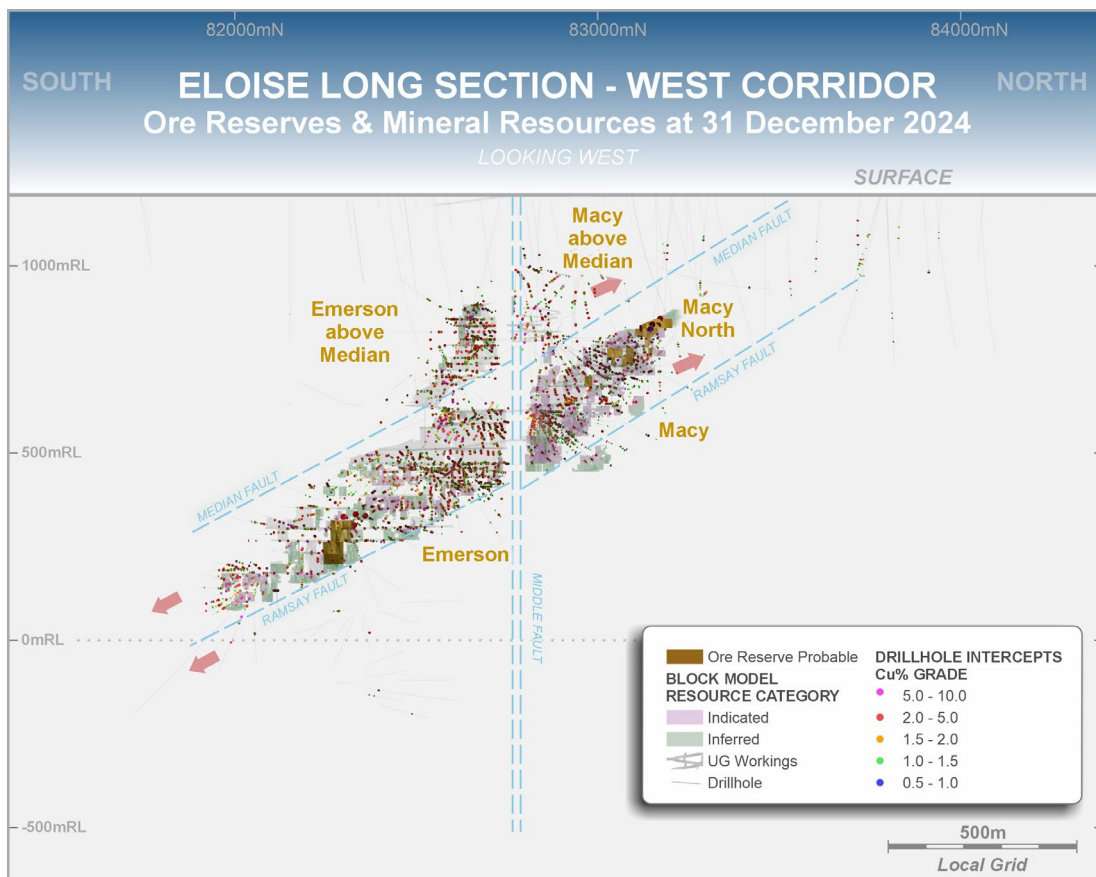 82000mN
83000mN
84000mN
SOUTH
NORTH
ELOISE LONG SECTION - WEST CORRIDOR
Ore Reserves & Mineral Resources at 31 December 2024
LOOKING WEST
SURFACE
Macy
above
Median
MEDIAN FAULT
1000mRL
Emerson
above
Median
Macy
North
RAMSAY FAULT
Macy
500mRL
MEDIAN FAULT
Emerson
RAMSAY FAULT
MIDDLE FAULT
0mRL
Ore Reserve Probable
BLOCK MODEL
RESOURCE CATEGORY
Indicated
Inferred
UG Workings
Drillhole
DRILLHOLE INTERCEPTS
Cu% GRADE
5.0 - 10.0
2.0 - 5.0
1.5 - 2.0
1.0 - 1.5
0.5 - 1.0
-500mRL
500m
Local Grid